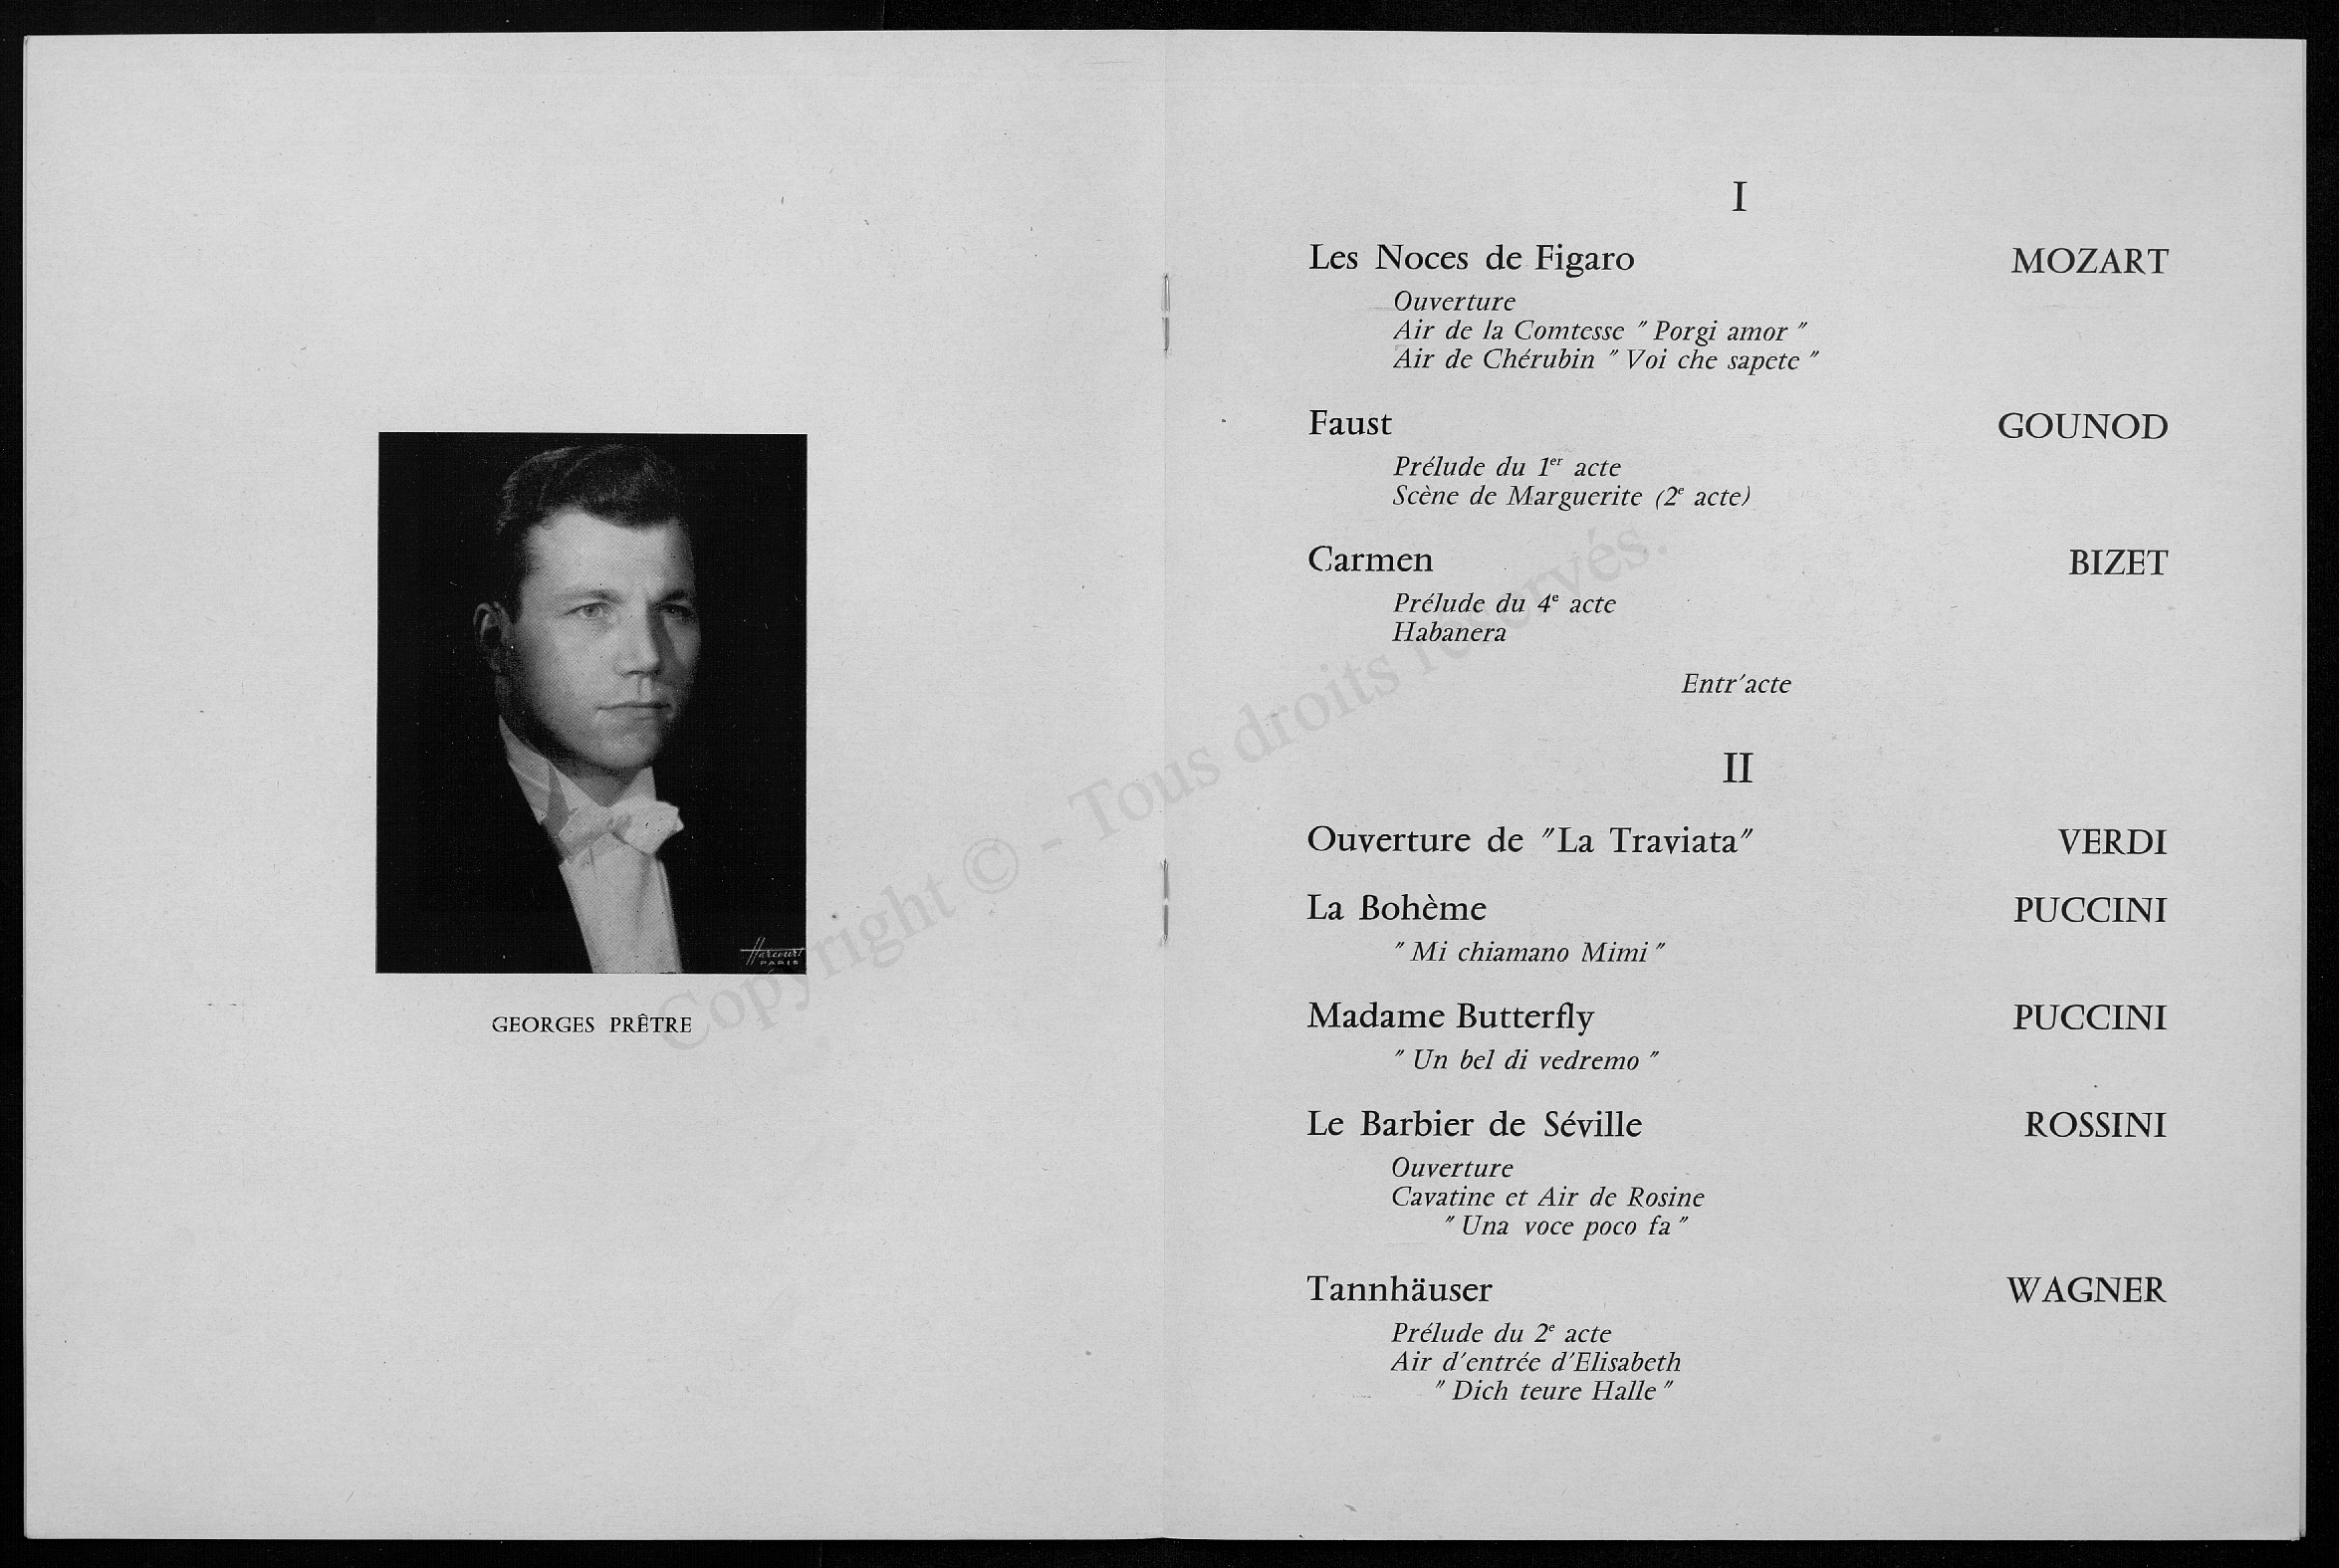 Harcourt
PARIS
GEORGES PRÊTRE
I
Les Noces de Figaro MOZART
Ouverture
Air de la Comtesse " Porgi amor "
Air de Chérubin " Voi che sapete "
Faust GOUNOD
Prélude du 1er acte
Scène de Marguerite (2e acte)
Carmen BIZET
Prélude du 4e acte
Habanera
Entr'acte
II
Ouverture de "La Traviata" VERDI
La Bohème PUCCINI
" Mi chiamano Mimi "
Madame Butterfly PUCCINI
" Un bel di vedremo "
Le Barbier de Séville ROSSINI
Ouverture
Cavatine et Air de Rosine
" Una voce poco fa "
Tannhäuser WAGNER
Prélude du 2e acte
Air d'entrée d'Elisabeth
" Dich teure Halle "
Copyright © - Tous droits reservés.